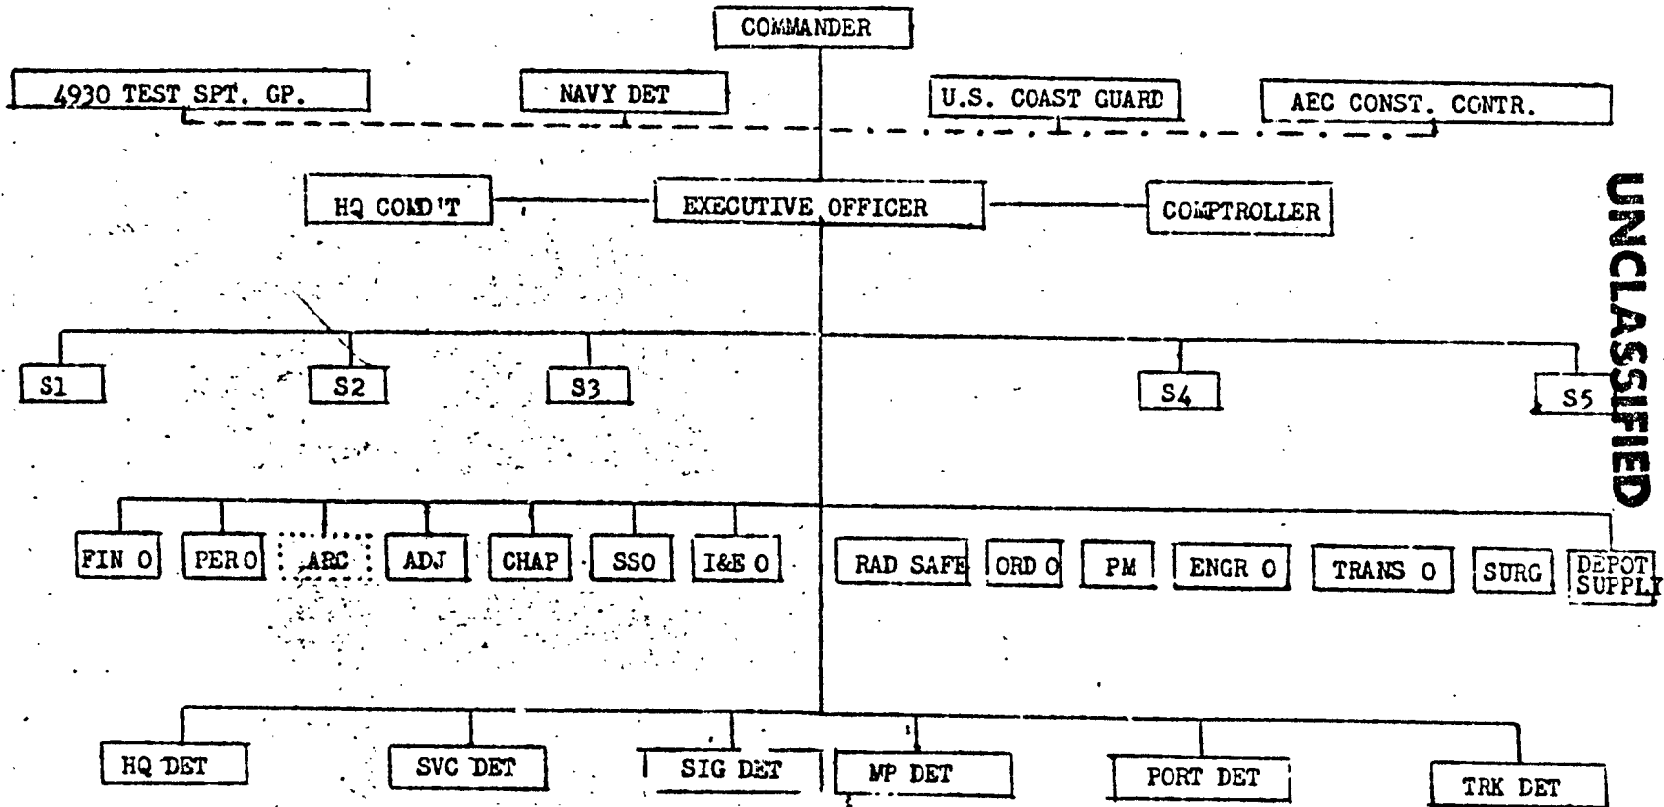 COMMANDER
4930 TEST SPT. GP.
NAVY DET
U.S. COAST GUARD
AEC CONST. CONTR.
HQ COMD'T
EXECUTIVE OFFICER
COMPTROLLER
UNCLASSIFIED
S1
S2
S3
S4
S5
FIN O
PER O
ARC
ADJ
CHAP
SSO
I&E O
RAD SAFE
ORD O
PM
ENGR O
TRANS O
SURG
DEPOT
SUPPLY
HQ DET
SVC DET
SIG DET
MP DET
PORT DET
TRK DET